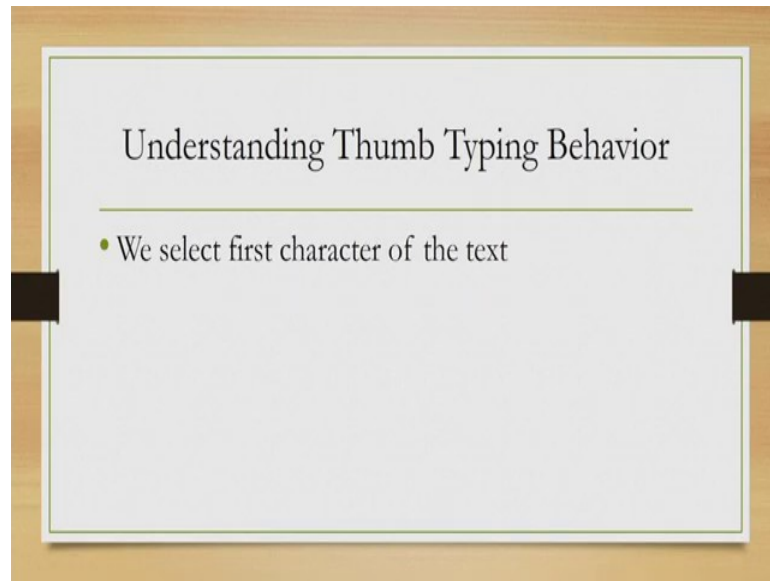 Understanding Thumb Typing Behavior
• We select first character of the text